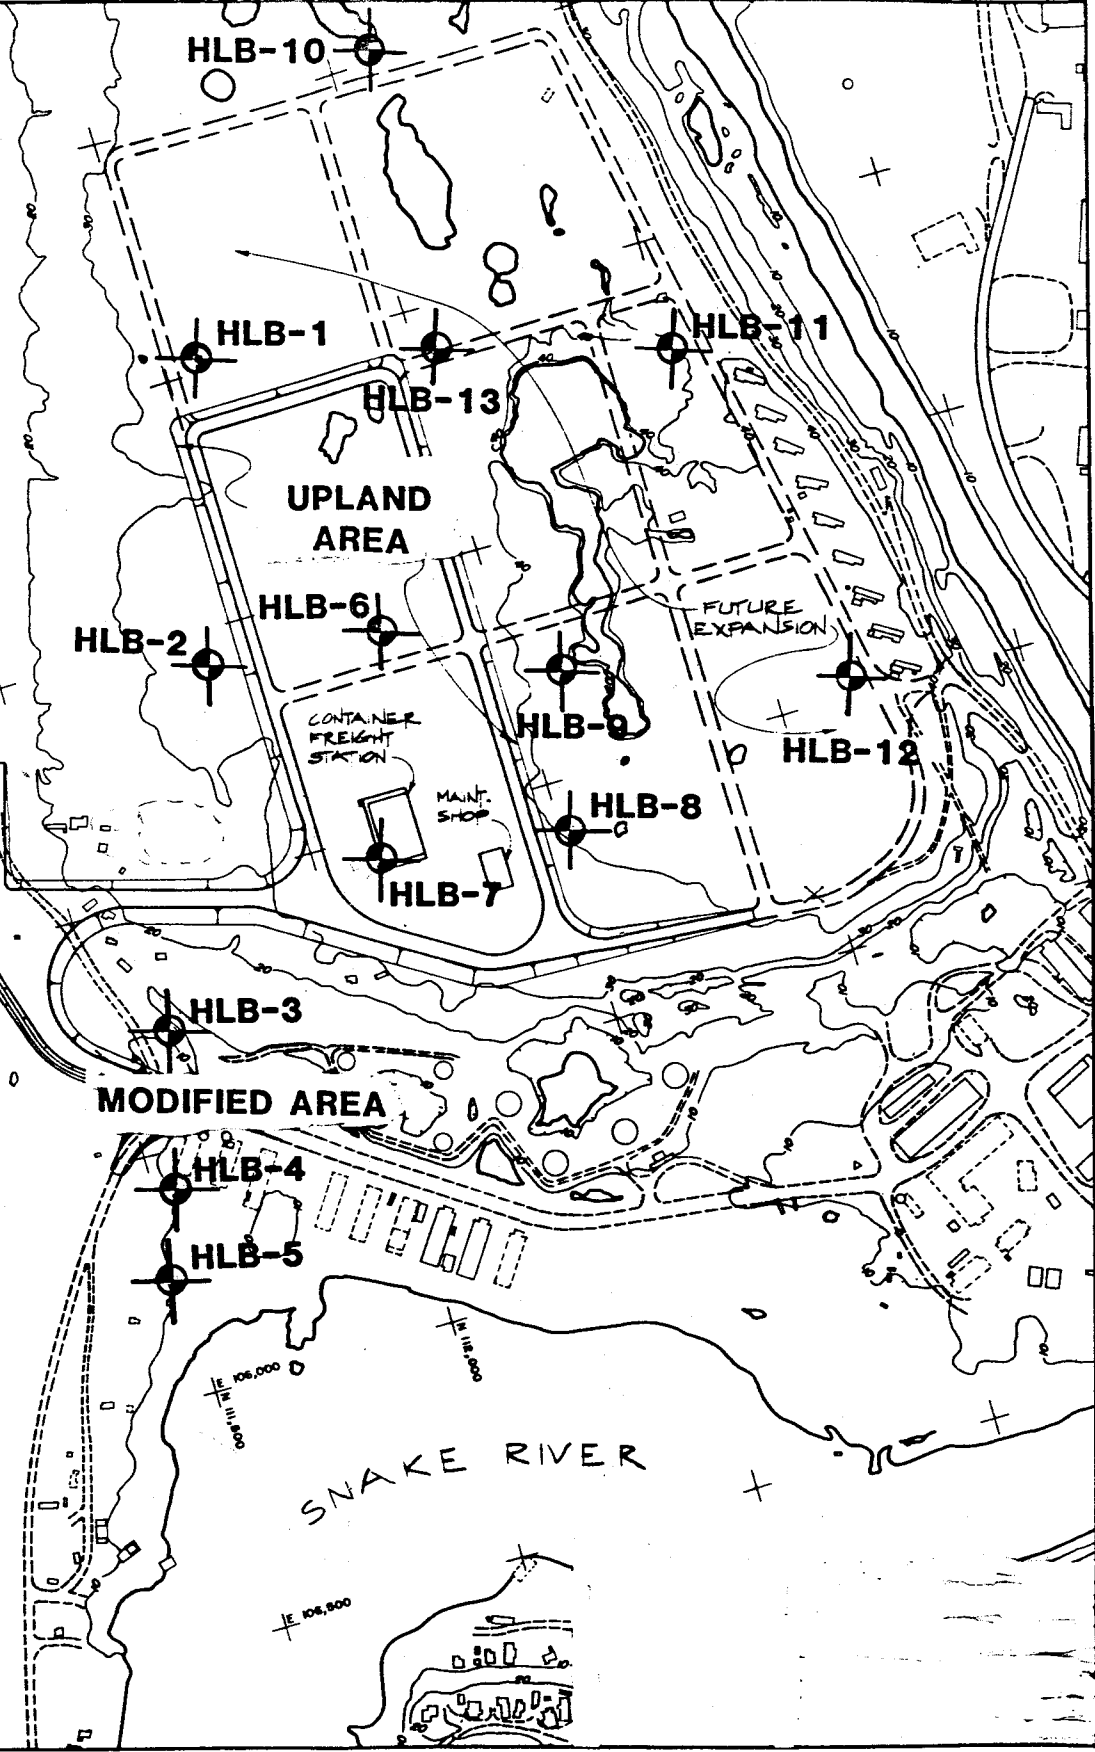 HLB-10
HLB-1
HLB-11
HLB-13
UPLAND
AREA
HLB-6
HLB-2
FUTURE
EXPANSION
CONTAINER
FREIGHT
STATION
HLB-9
HLB-12
MAINT.
SHOP
HLB-8
HLB-7
HLB-3
MODIFIED AREA
HLB-4
HLB-5
N 112,000
E 106,000
N 111,500
SNAKE RIVER
E 106,500